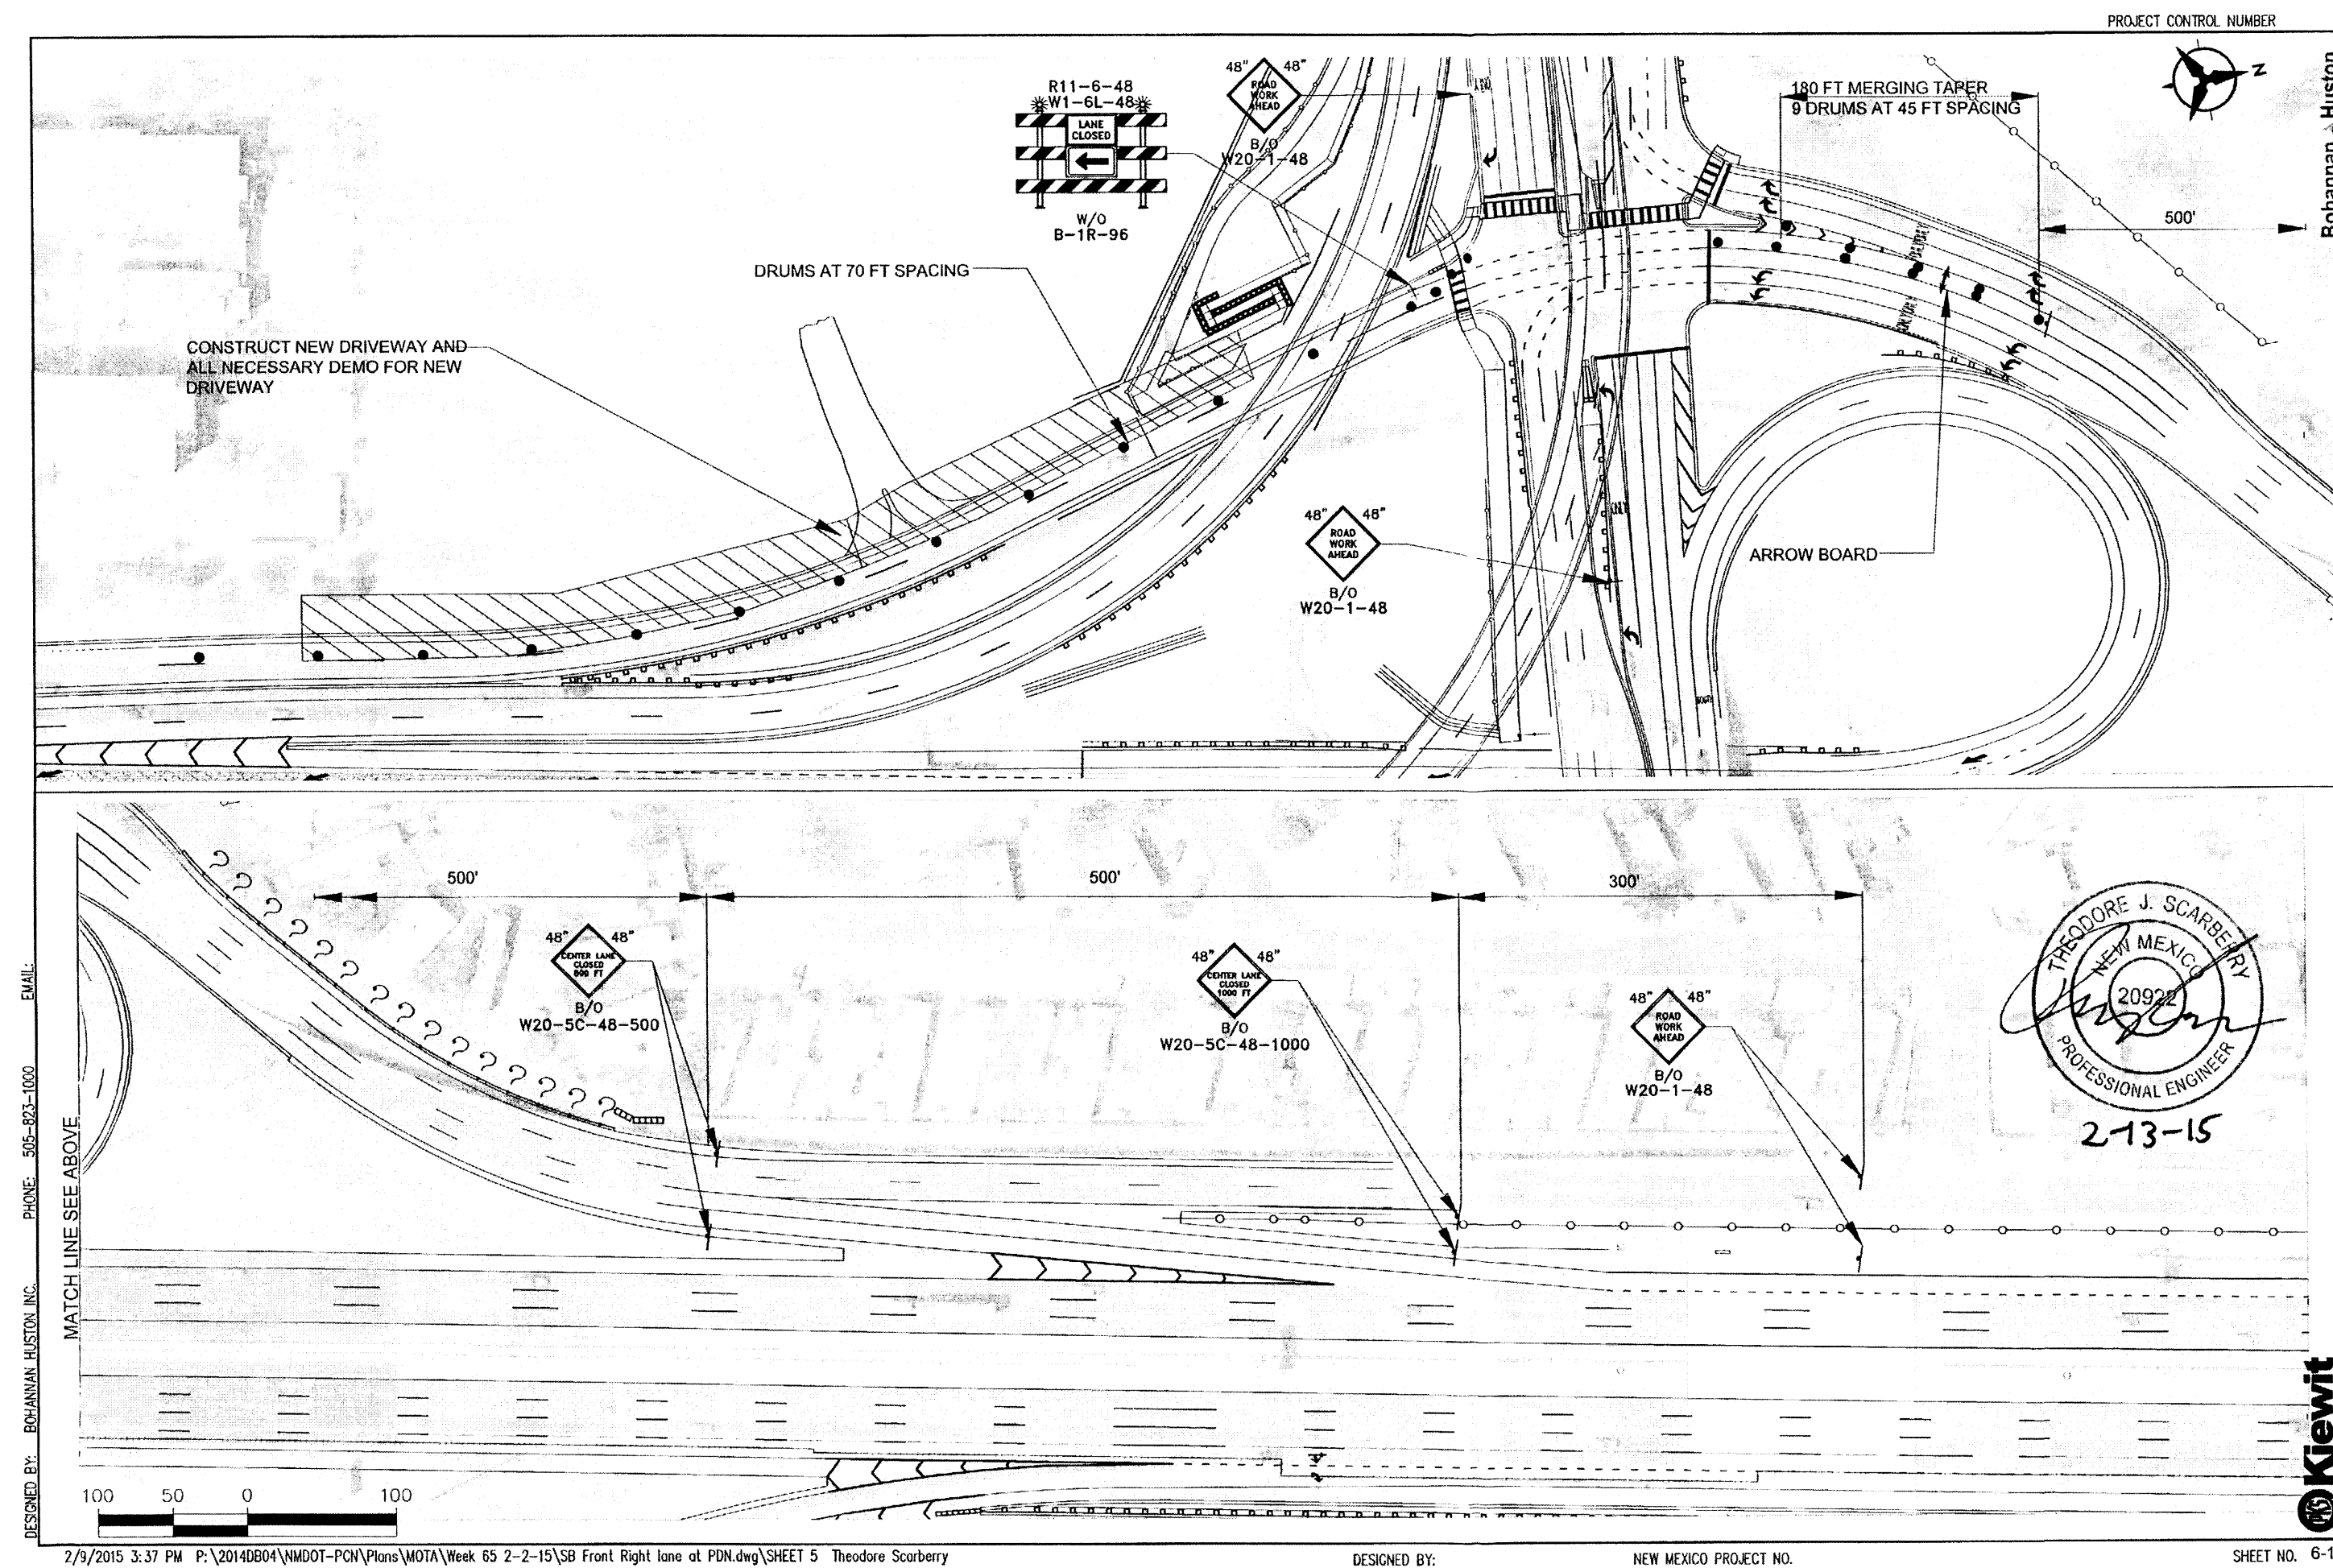 PROJECT CONTROL NUMBER
Bohannan Huston
R11-6-48
W1-6L-48
LANE
CLOSED
W/O
B-1R-96
48" 48"
ROAD
WORK
AHEAD
B/O
W20-1-48
180 FT MERGING TAPER
9 DRUMS AT 45 FT SPACING
Z
500'
DRUMS AT 70 FT SPACING
CONSTRUCT NEW DRIVEWAY AND
ALL NECESSARY DEMO FOR NEW
DRIVEWAY
48" 48"
ROAD
WORK
AHEAD
B/O
W20-1-48
ARROW BOARD
500'
500'
300'
48" 48"
CENTER LANE
CLOSED
B/O
W20-5C-48-500
48" 48"
CENTER LANE
CLOSED
1000 FT
B/O
W20-5C-48-1000
48" 48"
ROAD
WORK
AHEAD
B/O
W20-1-48
THEODORE J. SCARBERRY
NEW MEXICO
20922
PROFESSIONAL ENGINEER
2-13-15
MATCH LINE SEE ABOVE
DESIGNED BY: BOHANNAN HUSTON INC. PHONE: 505-823-1000 EMAIL:
100 50 0 100
Kiewit
2/9/2015 3:37 PM P:\2014DB04\NMDOT-PCN\Plans\MOTA\Week 65 2-2-15\SB Front Right lane at PDN.dwg\SHEET 5 Theodore Scarberry
DESIGNED BY:
NEW MEXICO PROJECT NO.
SHEET NO. 6-1